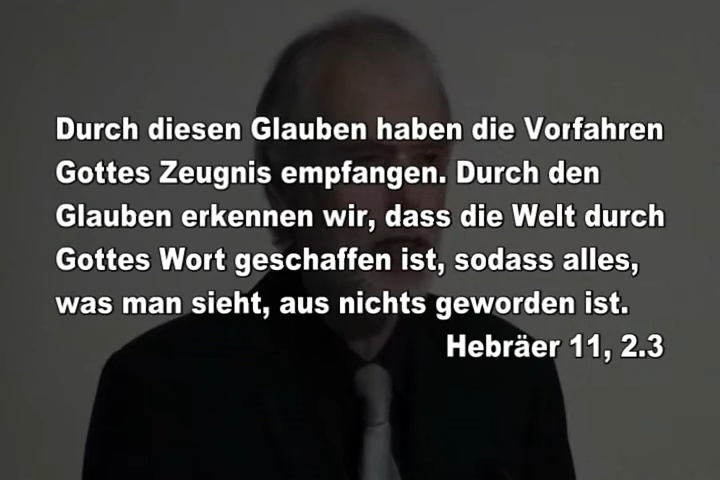 Durch diesen Glauben haben die Vorfahren
Gottes Zeugnis empfangen. Durch den
Glauben erkennen wir, dass die Welt durch
Gottes Wort geschaffen ist, sodass alles,
was man sieht, aus nichts geworden ist.
Hebräer 11, 2.3